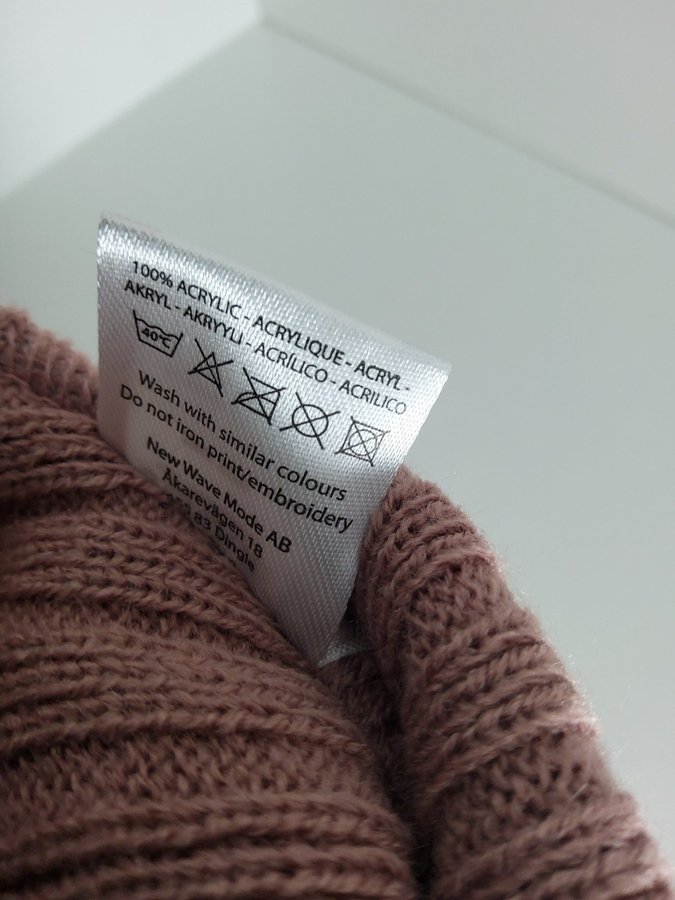 100% ACRYLIC - ACRYLIQUE - ACRYL -
AKRYL - AKRYYLI - ACRÍLICO - ACRILICO
40°C
Wash with similar colours
Do not iron print/embroidery
New Wave Mode AB
Åkarevägen 18
83 Dingle